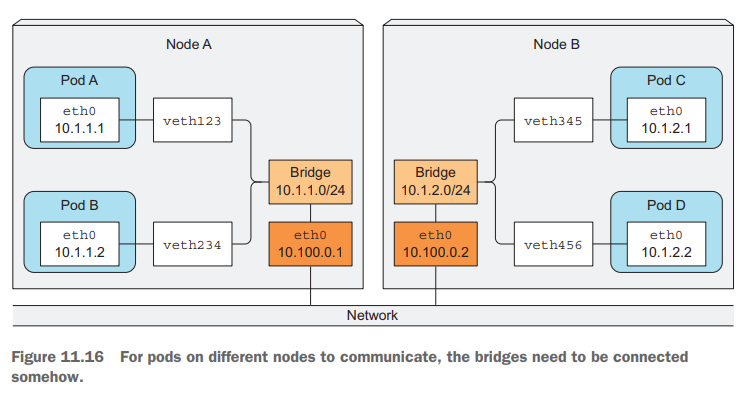 Node A
Pod A
eth0
10.1.1.1
veth123
Pod B
eth0
10.1.1.2
veth234
Bridge
10.1.1.0/24
eth0
10.100.0.1
Node B
Bridge
10.1.2.0/24
eth0
10.100.0.2
veth345
Pod C
eth0
10.1.2.1
veth456
Pod D
eth0
10.1.2.2
Network
Figure 11.16 For pods on different nodes to communicate, the bridges need to be connected
somehow.